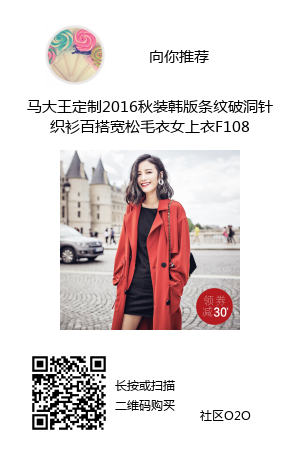 向你推荐
马大王定制2016秋装韩版条纹破洞针
织衫百搭宽松毛衣女上衣F108
领券
减30
长按或扫描
二维码购买
社区O2O